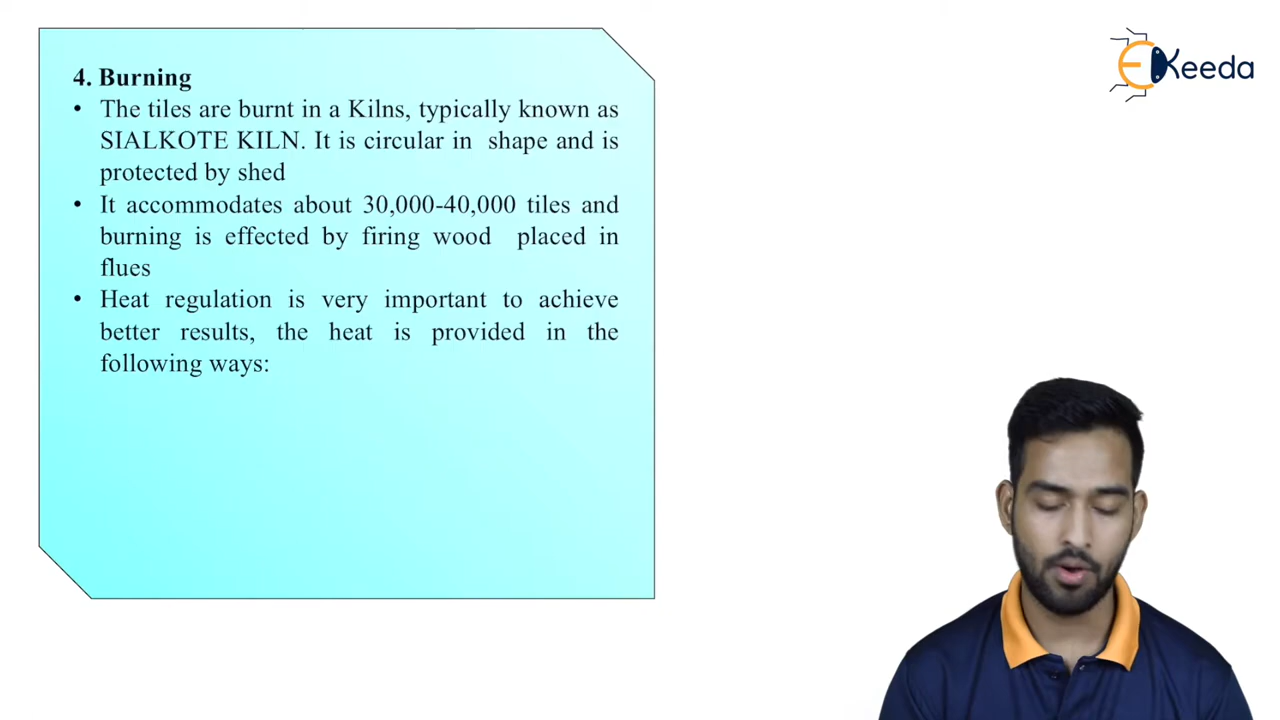 4. Burning
• The tiles are burnt in a Kilns, typically known as
SIALKOTE KILN. It is circular in shape and is
protected by shed
• It accommodates about 30,000-40,000 tiles and
burning is effected by firing wood placed in
flues
• Heat regulation is very important to achieve
better results, the heat is provided in the
following ways:
EKeeda